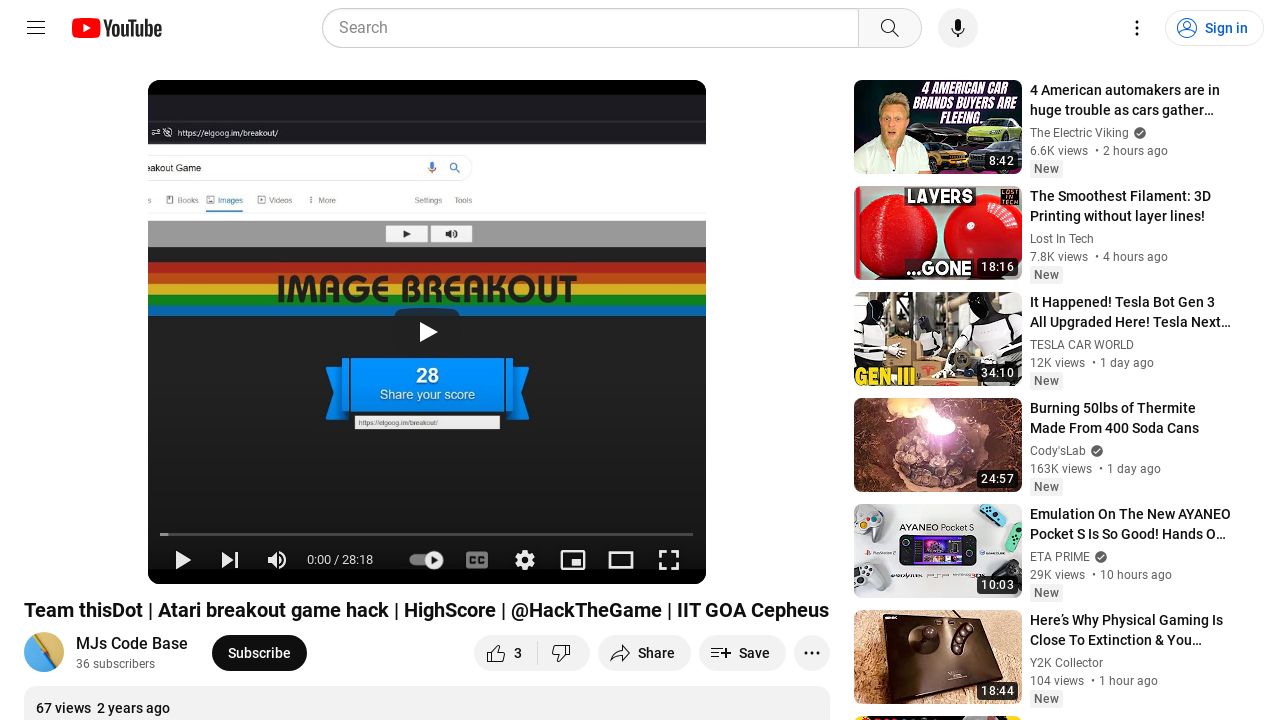 YouTube
Search
Sign in
https://elgoog.im/breakout/
eakout Game
s
Books
Images
Videos
More
Settings
Tools
IMAGE BREAKOUT
28
Share your score
https://elgoog.im/breakout/
0:00 / 28:18
CC
Team thisDot | Atari breakout game hack | HighScore | @HackTheGame | IIT GOA Cepheus
MJs Code Base
36 subscribers
Subscribe
3
Share
Save
67 views 2 years ago
4 AMERICAN CAR
BRANDS BUYERS ARE
FLEEING
8:42
4 American automakers are in
huge trouble as cars gather…
The Electric Viking
6.6K views • 2 hours ago
New
LAYERS
LOST
IN
TECH
...GONE
18:16
The Smoothest Filament: 3D
Printing without layer lines!
Lost In Tech
7.8K views • 4 hours ago
New
GEN III
34:10
It Happened! Tesla Bot Gen 3
All Upgraded Here! Tesla Next…
TESLA CAR WORLD
12K views • 1 day ago
New
24:57
Burning 50lbs of Thermite
Made From 400 Soda Cans
Cody'sLab
163K views • 1 day ago
New
AYANEO Pocket S
10:03
Emulation On The New AYANEO
Pocket S Is So Good! Hands O…
ETA PRIME
29K views • 10 hours ago
New
18:44
Here’s Why Physical Gaming Is
Close To Extinction & You…
Y2K Collector
104 views • 1 hour ago
New